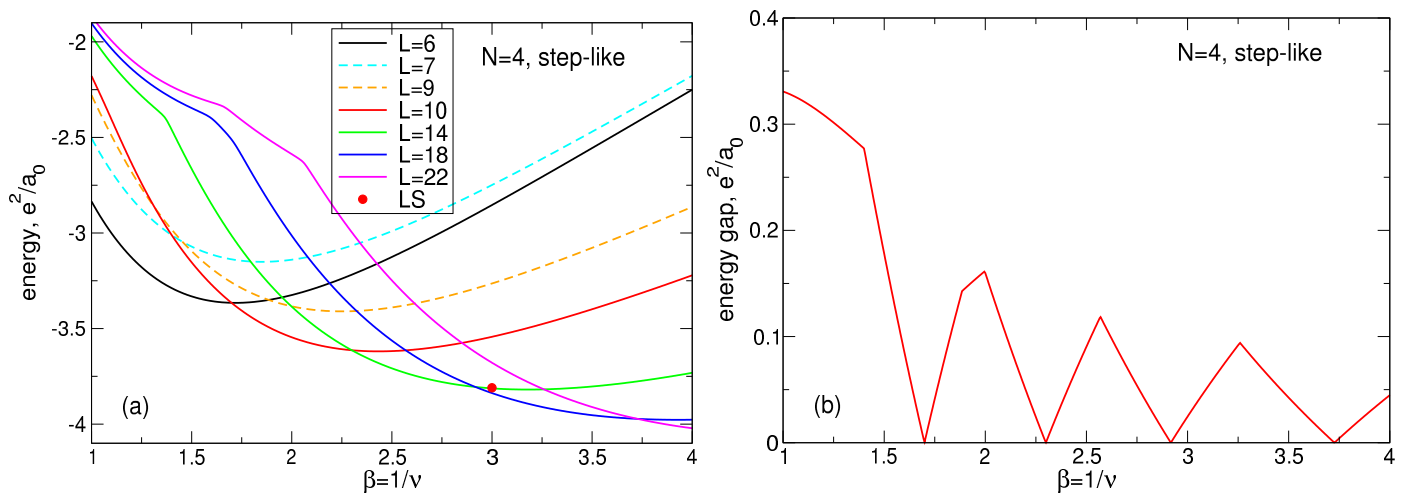 N=4, step-like
L=6
L=7
L=9
L=10
L=14
L=18
L=22
LS
energy, e²/a₀
-2
-2.5
-3
-3.5
-4
(a)
1 1.5 2 2.5 3 3.5 4
β=1/ν
N=4, step-like
energy gap, e²/a₀
0.4
0.3
0.2
0.1
0
(b)
1 1.5 2 2.5 3 3.5 4
β=1/ν